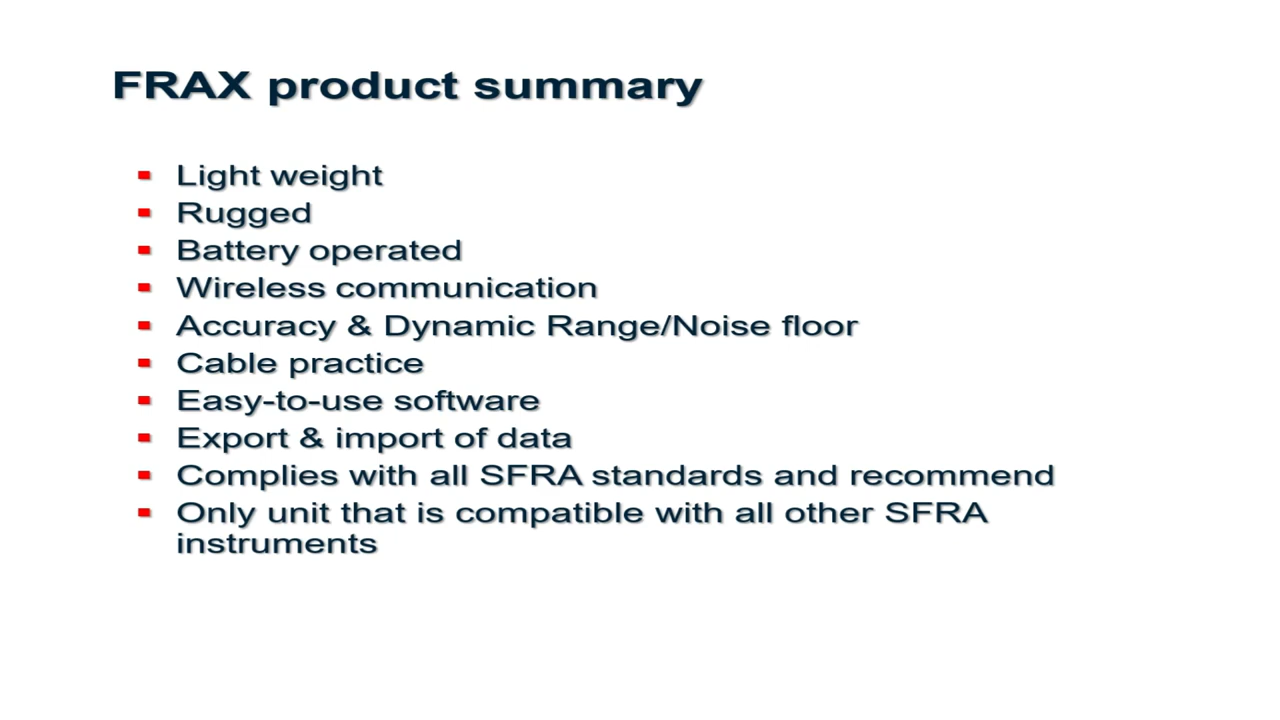 FRAX product summary
Light weight
Rugged
Battery operated
Wireless communication
Accuracy & Dynamic Range/Noise floor
Cable practice
Easy-to-use software
Export & import of data
Complies with all SFRA standards and recommend
Only unit that is compatible with all other SFRA
instruments